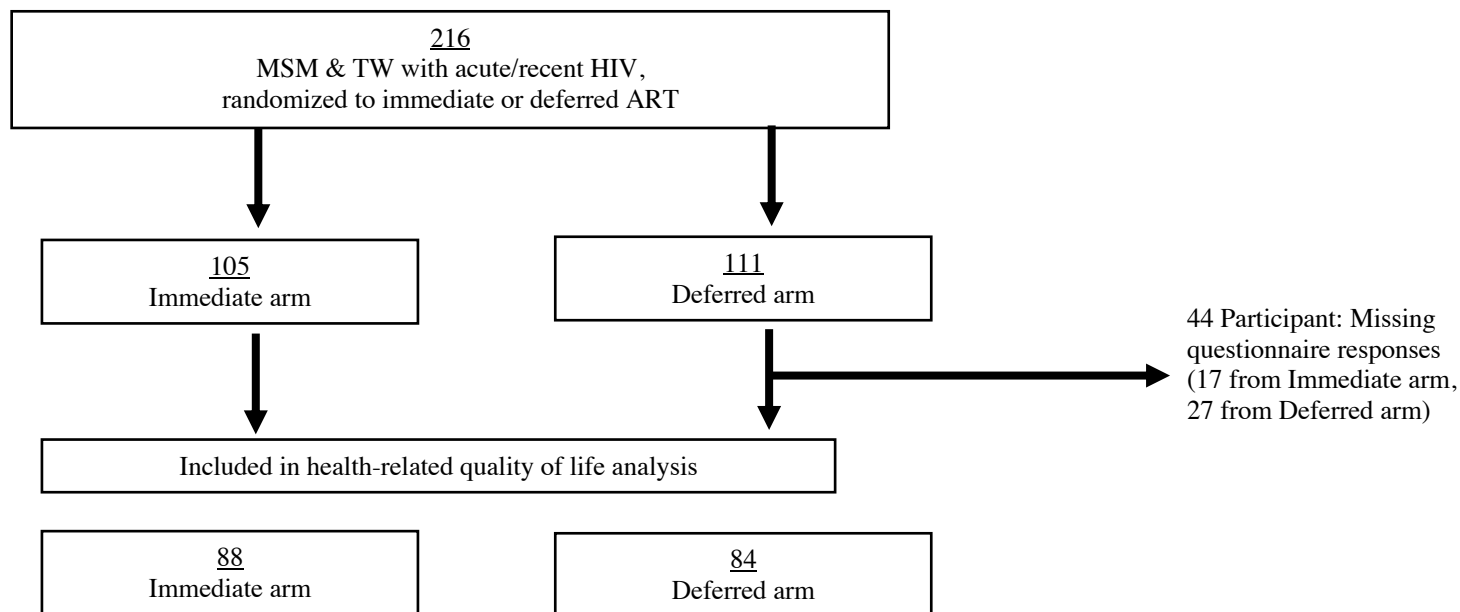 216
MSM & TW with acute/recent HIV,
randomized to immediate or deferred ART
105
Immediate arm
111
Deferred arm
44 Participant: Missing
questionnaire responses
(17 from Immediate arm,
27 from Deferred arm)
Included in health-related quality of life analysis
88
Immediate arm
84
Deferred arm